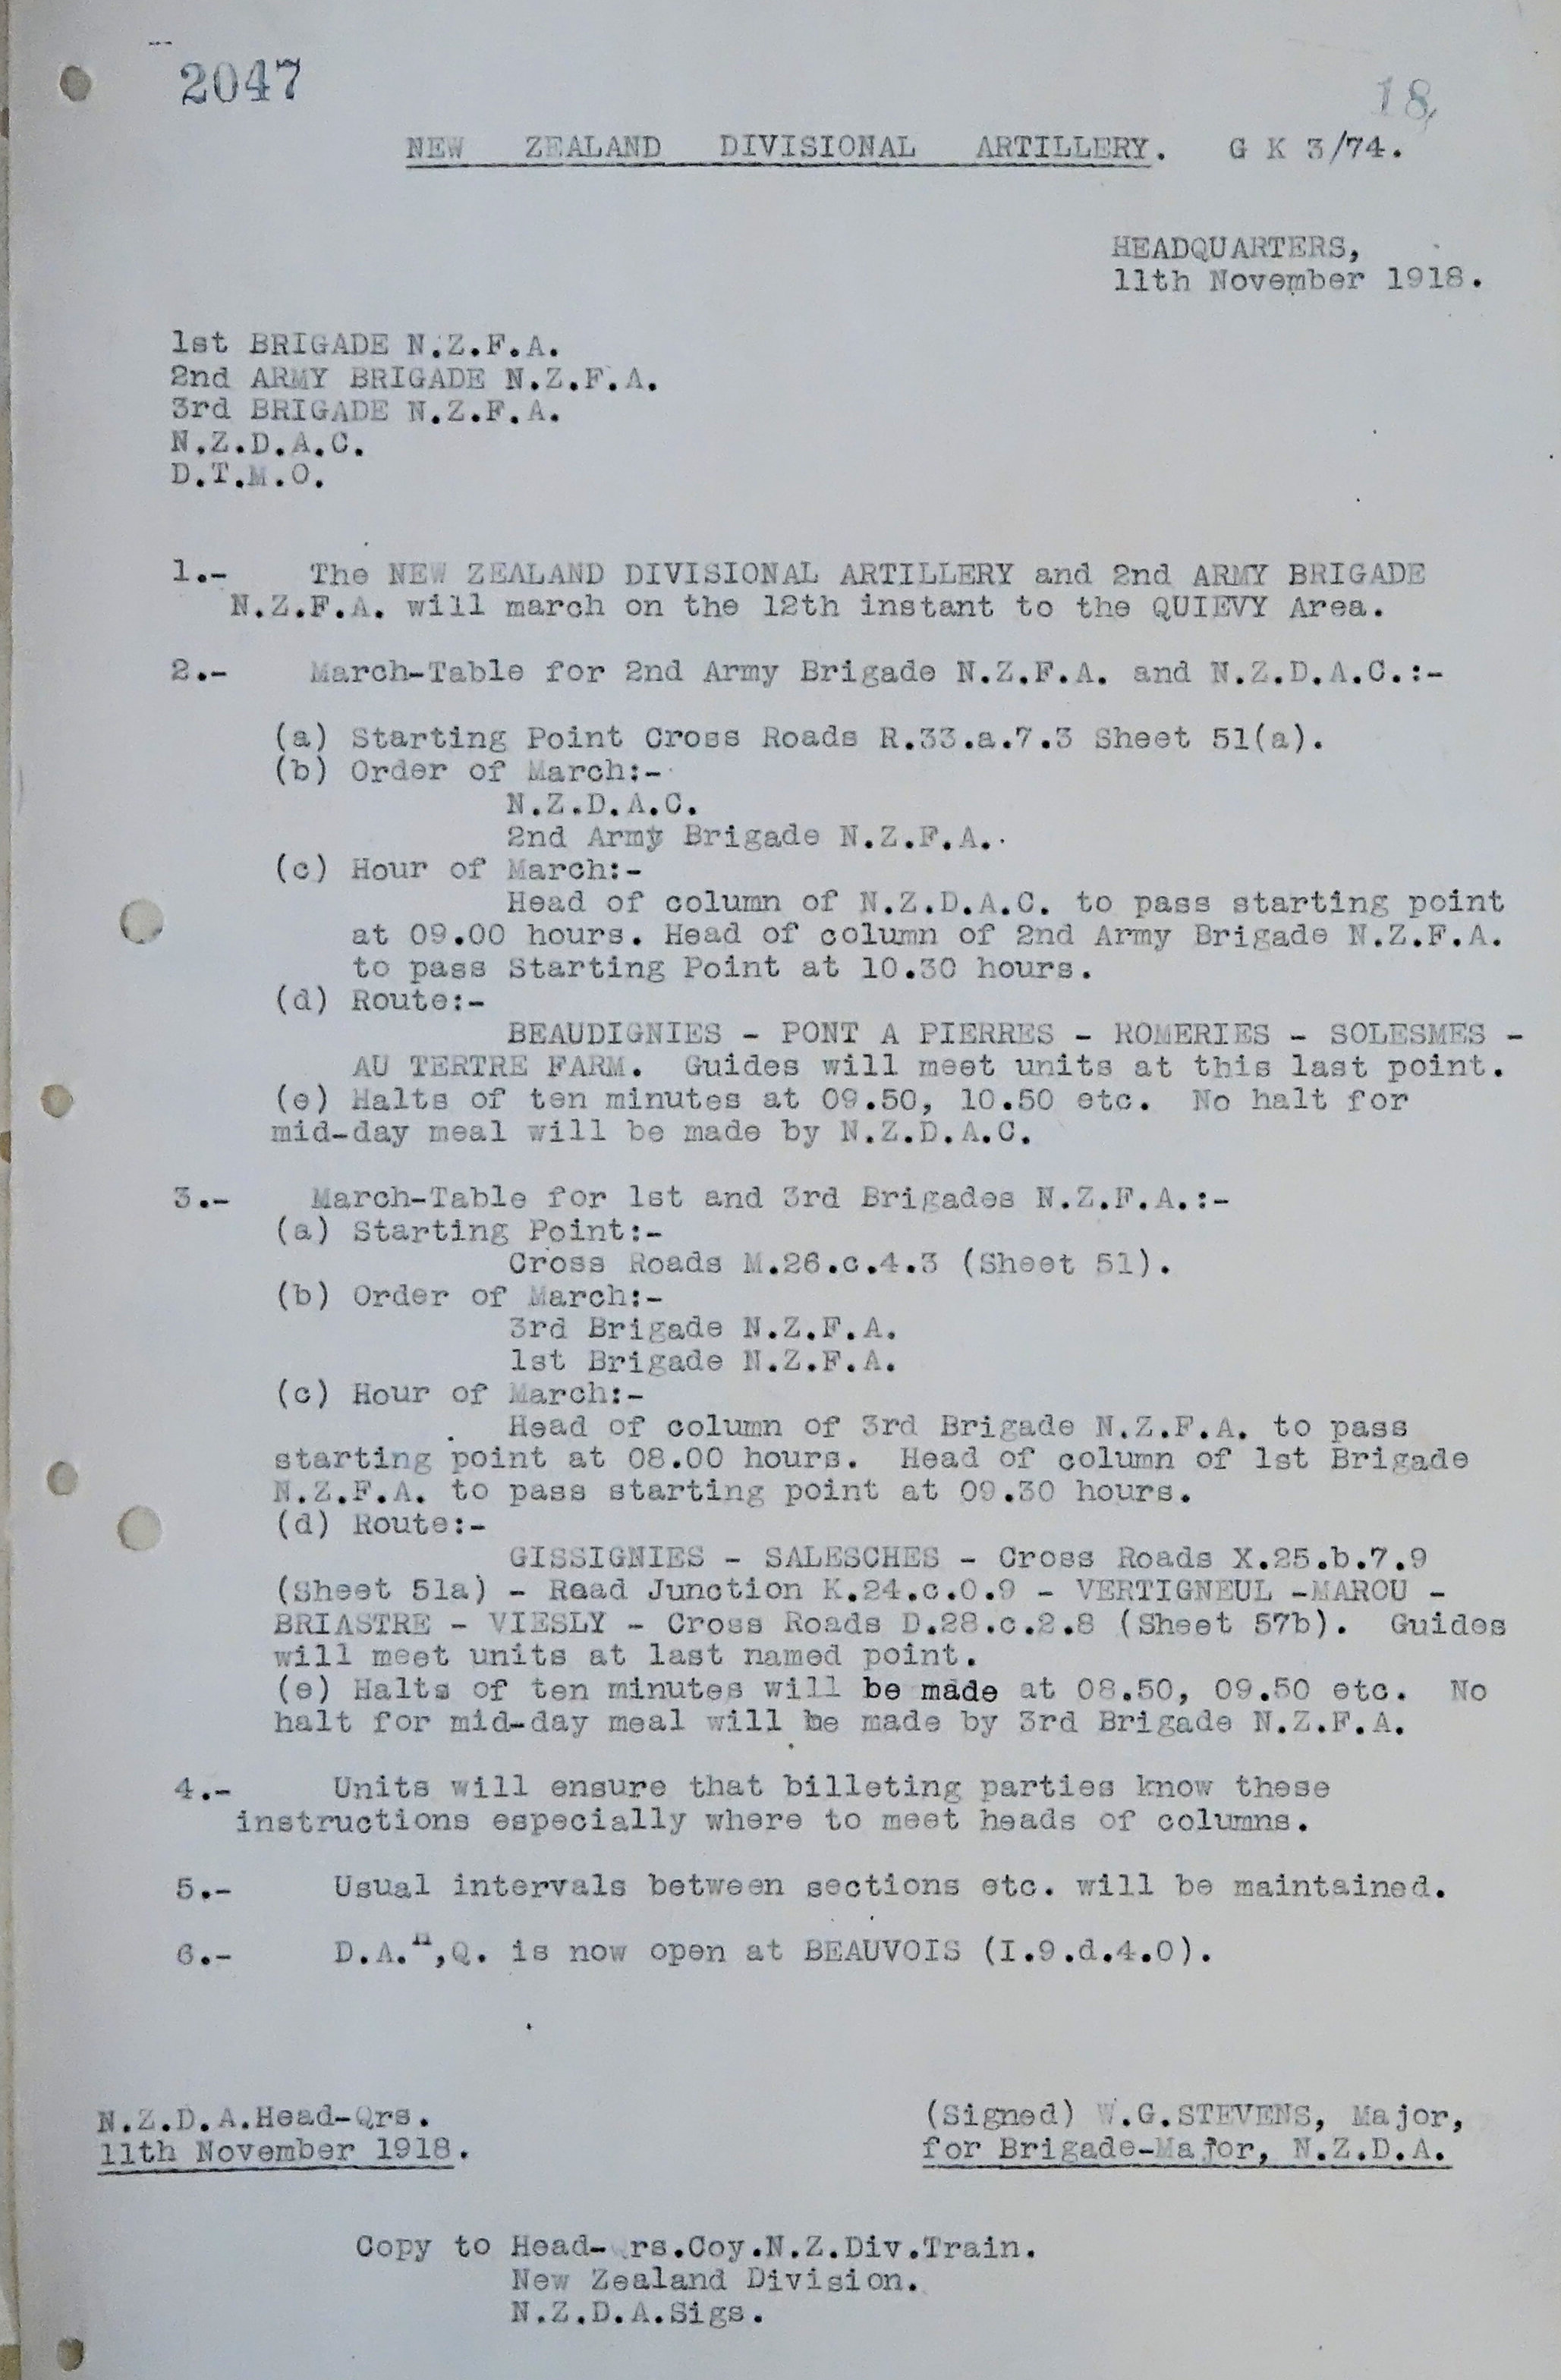 2047
18
NEW ZEALAND DIVISIONAL ARTILLERY. G K 3/74.
HEADQUARTERS,
11th November 1918.
1st BRIGADE N.Z.F.A.
2nd ARMY BRIGADE N.Z.F.A.
3rd BRIGADE N.Z.F.A.
N.Z.D.A.C.
D.T.M.O.
1.- The NEW ZEALAND DIVISIONAL ARTILLERY and 2nd ARMY BRIGADE
N.Z.F.A. will march on the 12th instant to the QUIEVY Area.
2.- March-Table for 2nd Army Brigade N.Z.F.A. and N.Z.D.A.C.:-
(a) Starting Point Cross Roads R.33.a.7.3 Sheet 51(a).
(b) Order of March:-
N.Z.D.A.C.
2nd Army Brigade N.Z.F.A..
(c) Hour of March:-
Head of column of N.Z.D.A.C. to pass starting point
at 09.00 hours. Head of column of 2nd Army Brigade N.Z.F.A.
to pass Starting Point at 10.30 hours.
(d) Route:-
BEAUDIGNIES - PONT A PIERRES - ROMERIES - SOLESMES -
AU TERTRE FARM. Guides will meet units at this last point.
(e) Halts of ten minutes at 09.50, 10.50 etc. No halt for
mid-day meal will be made by N.Z.D.A.C.
3.- March-Table for 1st and 3rd Brigades N.Z.F.A.:-
(a) Starting Point:-
Cross Roads M.26.c.4.3 (Sheet 51).
(b) Order of March:-
3rd Brigade N.Z.F.A.
1st Brigade N.Z.F.A.
(c) Hour of March:-
Head of column of 3rd Brigade N.Z.F.A. to pass
starting point at 08.00 hours. Head of column of 1st Brigade
N.Z.F.A. to pass starting point at 09.30 hours.
(d) Route:-
GISSIGNIES - SALESCHES - Cross Roads X.25.b.7.9
(Sheet 51a) - Road Junction K.24.c.0.9 - VERTIGNEUL -MAROU -
BRIASTRE - VIESLY - Cross Roads D.28.c.2.8 (Sheet 57b). Guides
will meet units at last named point.
(e) Halts of ten minutes will be made at 08.50, 09.50 etc. No
halt for mid-day meal will be made by 3rd Brigade N.Z.F.A.
4.- Units will ensure that billeting parties know these
instructions especially where to meet heads of columns.
5.- Usual intervals between sections etc. will be maintained.
6.- D.A.H,Q. is now open at BEAUVOIS (I.9.d.4.0).
N.Z.D.A.Head-Qrs.
11th November 1918.
(Signed) W.G.STEVENS, Major,
for Brigade-Major, N.Z.D.A.
Copy to Head- rs.Coy.N.Z.Div.Train.
New Zealand Division.
N.Z.D.A.Sigs.